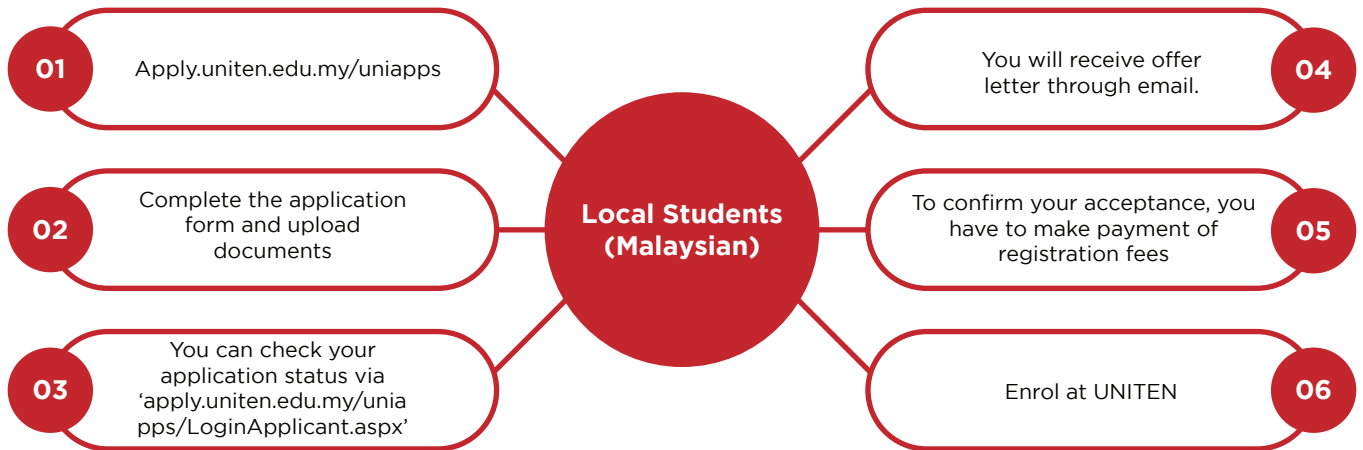 01
Apply.uniten.edu.my/uniapps
02
Complete the application
form and upload
documents
03
You can check your
application status via
‘apply.uniten.edu.my/unia
pps/LoginApplicant.aspx’
Local Students
(Malaysian)
04
You will receive offer
letter through email.
05
To confirm your acceptance, you
have to make payment of
registration fees
06
Enrol at UNITEN